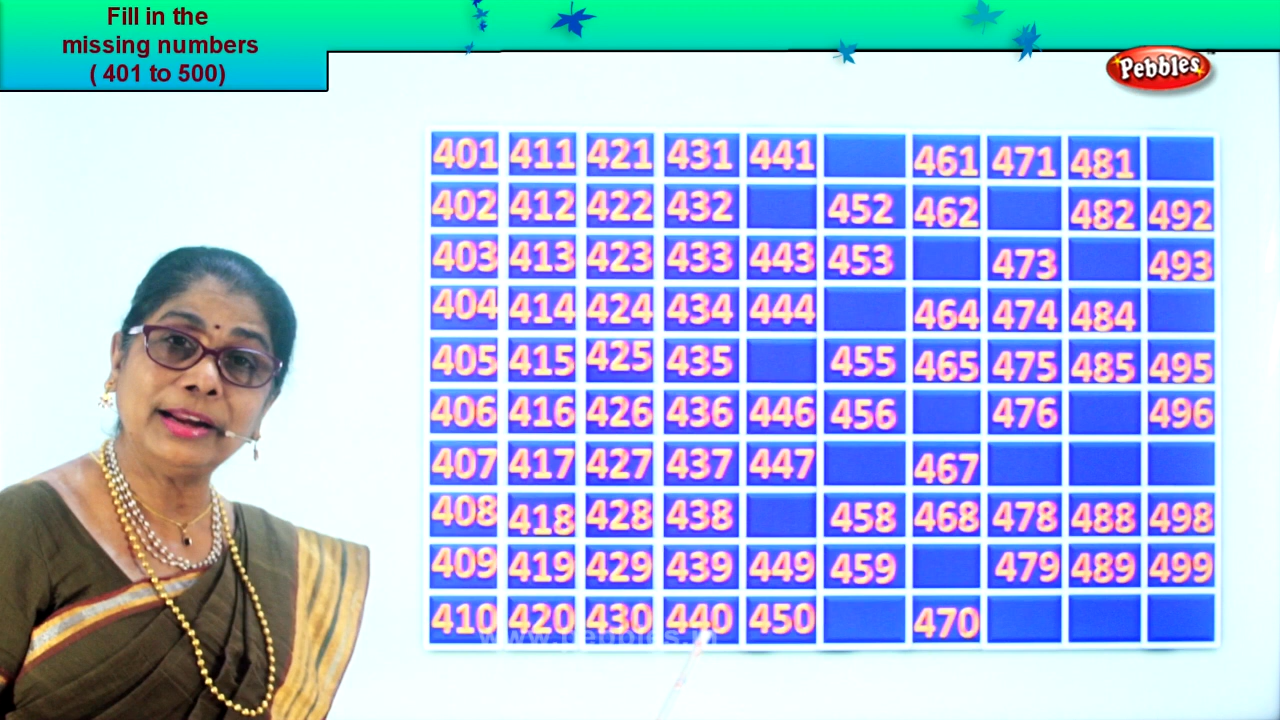 Fill in the
missing numbers
( 401 to 500)
Pebbles
401 411 421 431 441 461 471 481
402 412 422 432 452 462 482 492
403 413 423 433 443 453 473 493
404 414 424 434 444 464 474 484
405 415 425 435 455 465 475 485 495
406 416 426 436 446 456 476 496
407 417 427 437 447 467
408 418 428 438 458 468 478 488 498
409 419 429 439 449 459 479 489 499
410 420 430 440 450 470